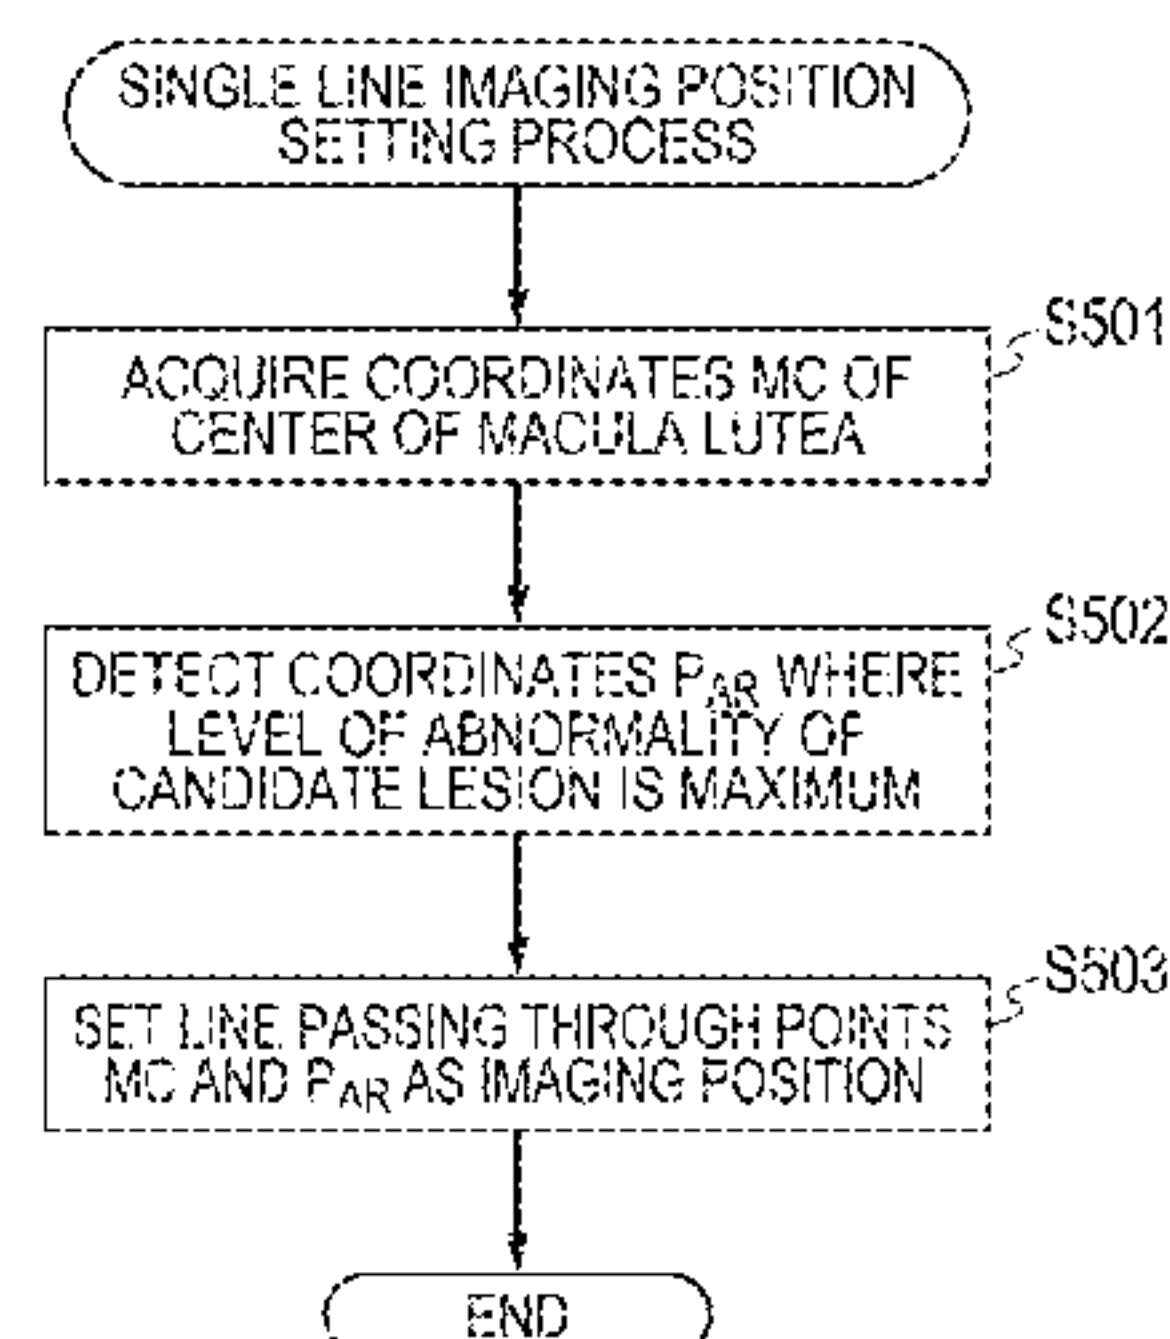 SINGLE LINE IMAGING POSITION
SETTING PROCESS
S501
ACQUIRE COORDINATES MC OF
CENTER OF MACULA LUTEA
S502
DETECT COORDINATES PAR WHERE
LEVEL OF ABNORMALITY OF
CANDIDATE LESION IS MAXIMUM
S503
SET LINE PASSING THROUGH POINTS
MC AND PAR AS IMAGING POSITION
END